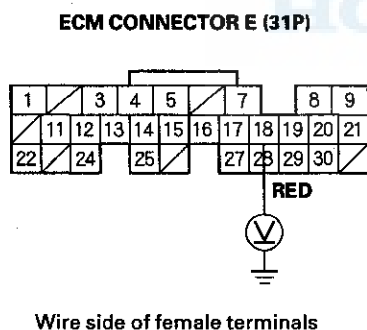 ECM CONNECTOR E (31P)
1 3 4 5 7 8 9
11 12 13 14 15 16 17 18 19 20 21
22 24 25 27 28 29 30
RED
V
Wire side of female terminals